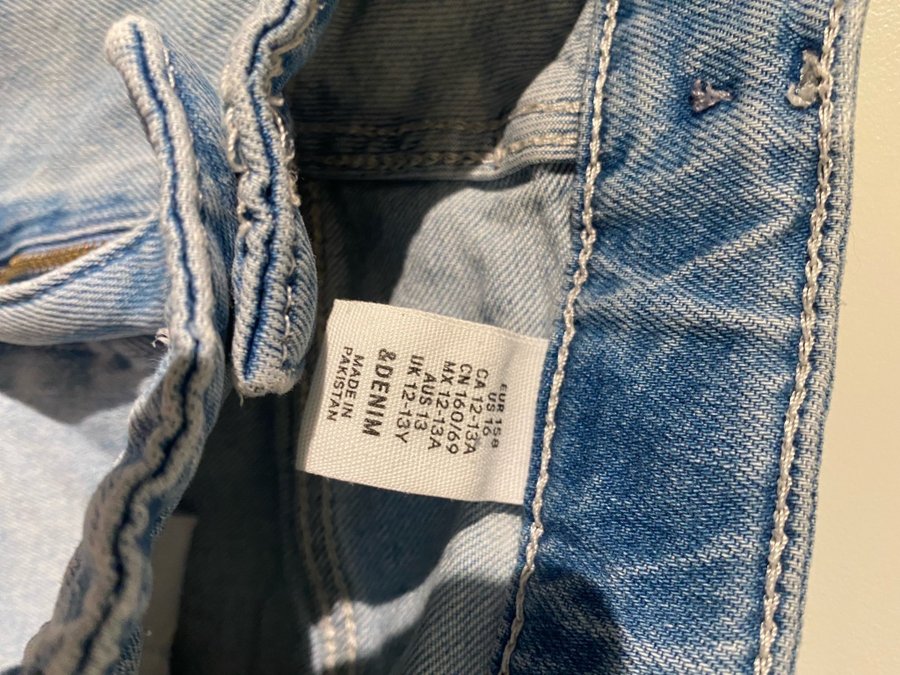 EUR 158
US 16
CA 12-13A
CN 160/69
MX 12-13A
AUS 13
UK 12-13Y
&DENIM
MADE IN
PAKISTAN